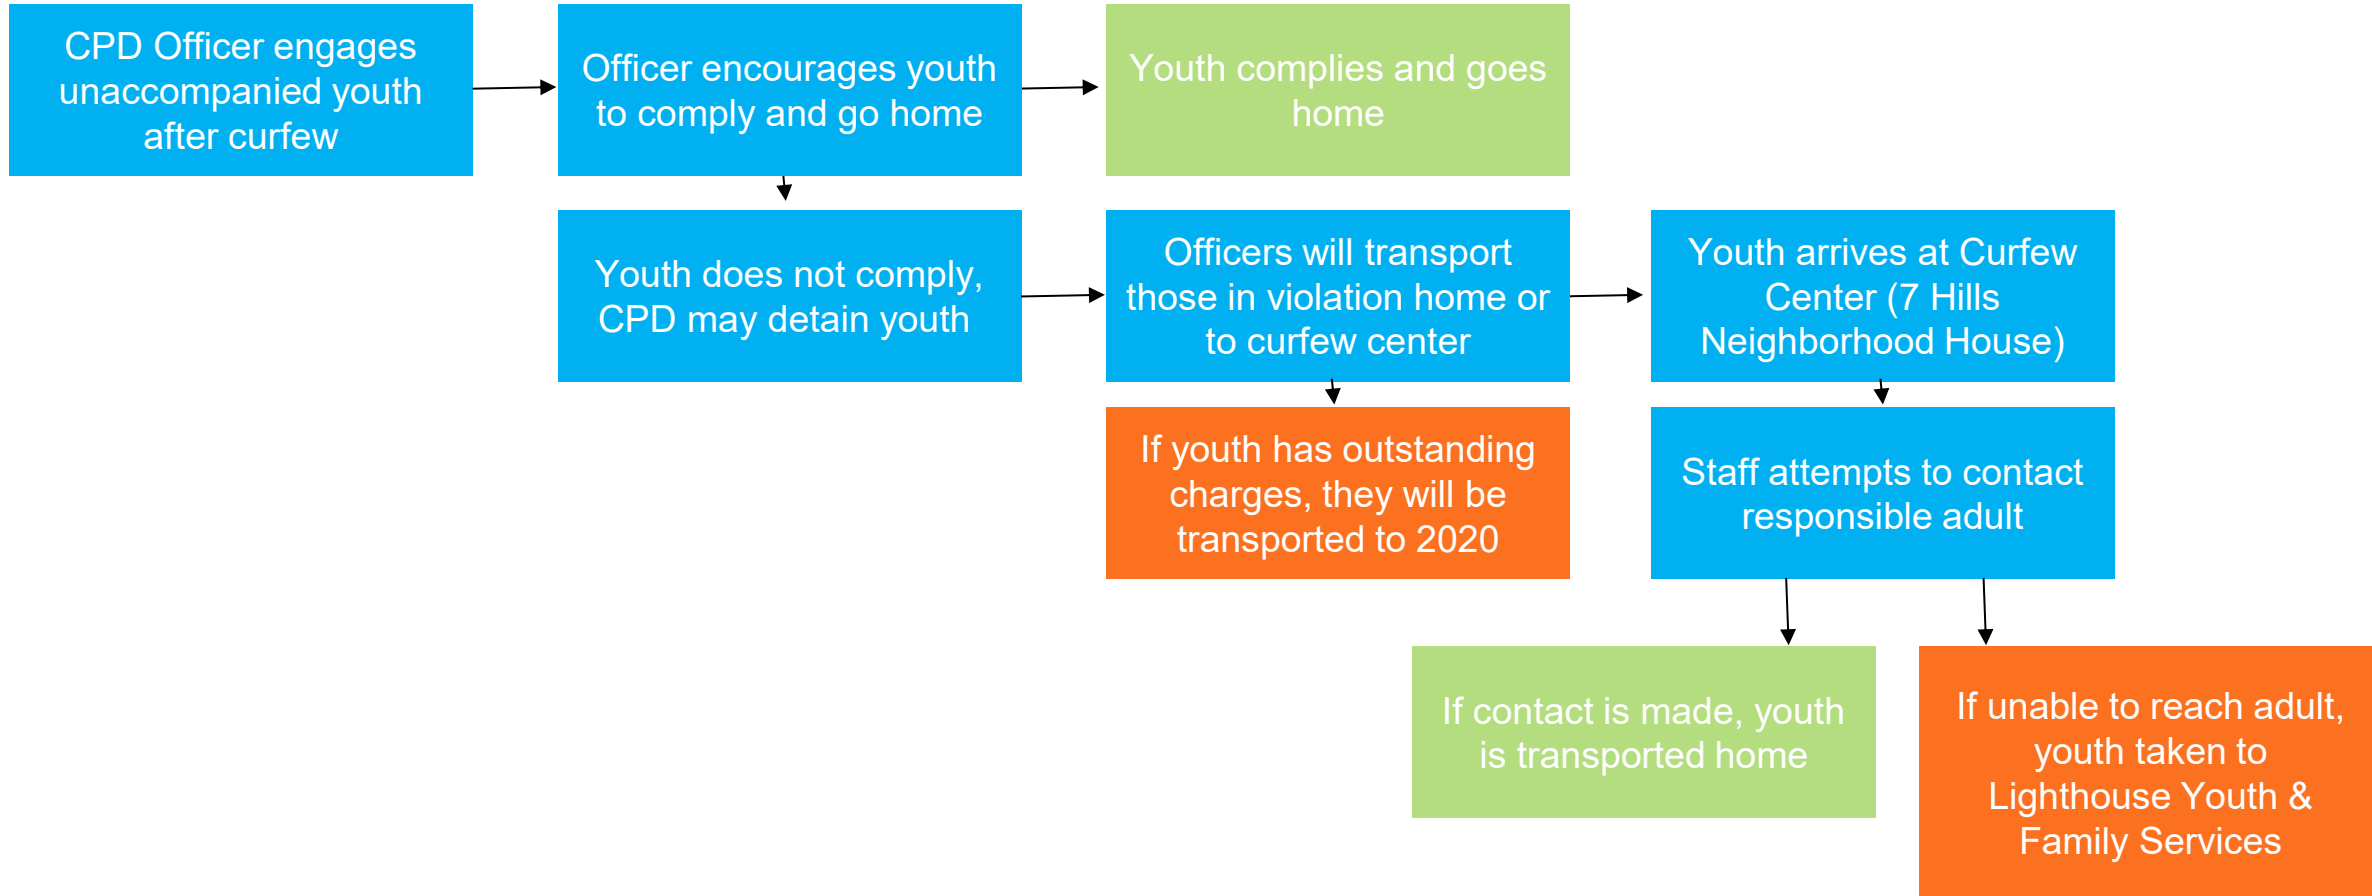 CPD Officer engages
unaccompanied youth
after curfew
Officer encourages youth
to comply and go home
Youth complies and goes
home
Youth does not comply,
CPD may detain youth
Officers will transport
those in violation home or
to curfew center
Youth arrives at Curfew
Center (7 Hills
Neighborhood House)
If youth has outstanding
charges, they will be
transported to 2020
Staff attempts to contact
responsible adult
If contact is made, youth
is transported home
If unable to reach adult,
youth taken to
Lighthouse Youth &
Family Services